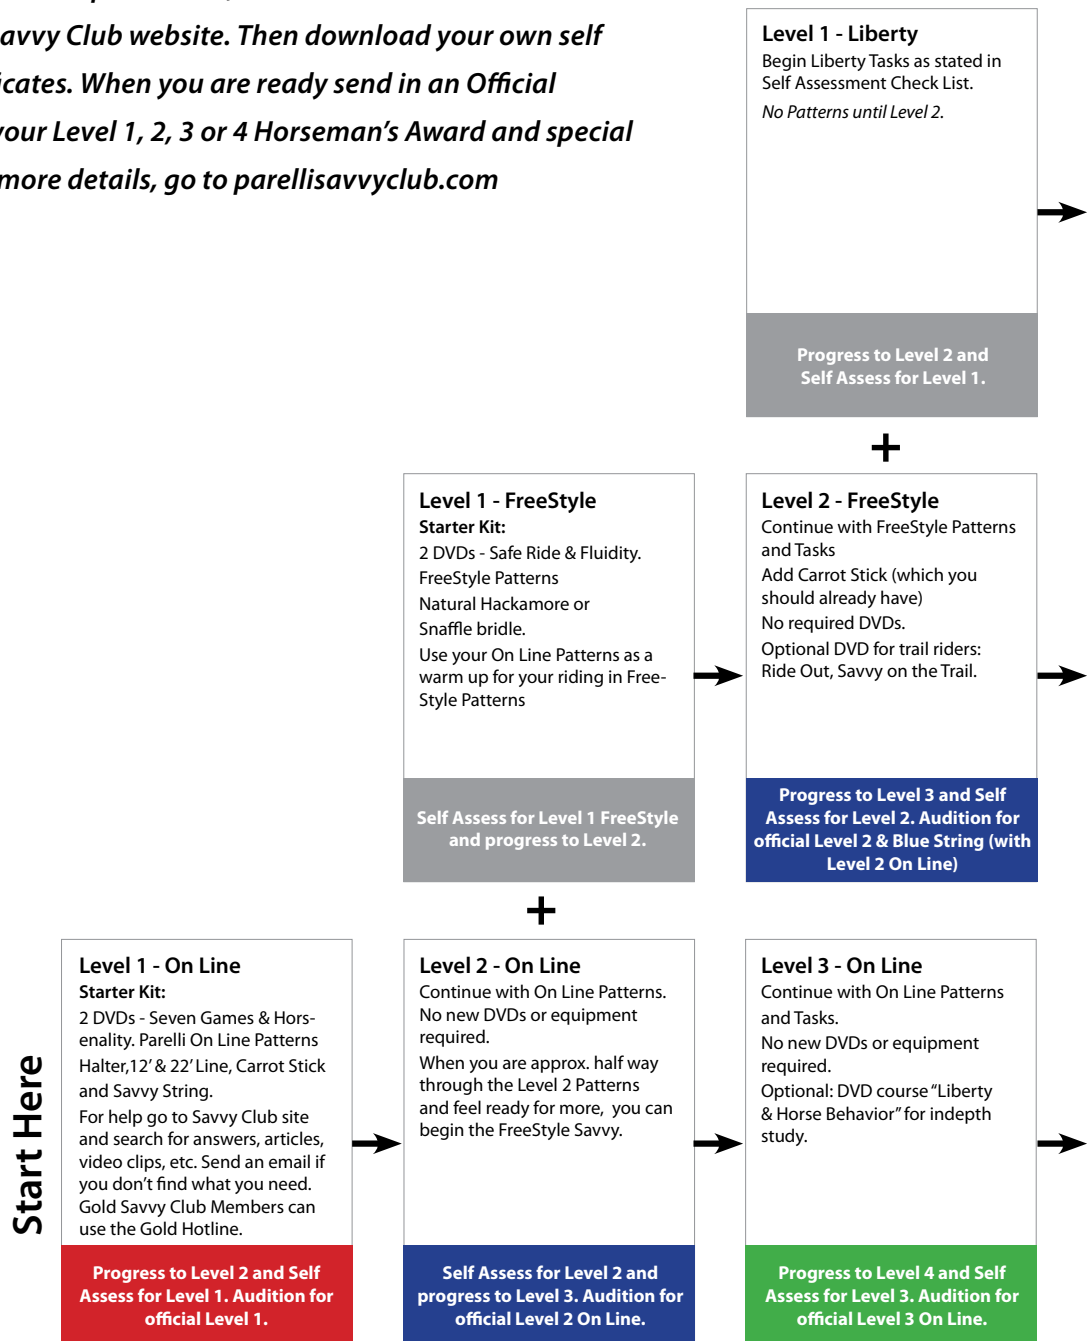 avvy Club website. Then download your own self
icates. When you are ready send in an Official
your Level 1, 2, 3 or 4 Horseman's Award and special
more details, go to parellisavvyclub.com
Level 1 - Liberty
Begin Liberty Tasks as stated in
Self Assessment Check List.
No Patterns until Level 2.
Progress to Level 2 and
Self Assess for Level 1.
+
Level 1 - FreeStyle
Starter Kit:
2 DVDs - Safe Ride & Fluidity.
FreeStyle Patterns
Natural Hackamore or
Snaffle bridle.
Use your On Line Patterns as a
warm up for your riding in Free-
Style Patterns
Self Assess for Level 1 FreeStyle
and progress to Level 2.
Level 2 - FreeStyle
Continue with FreeStyle Patterns
and Tasks
Add Carrot Stick (which you
should already have)
No required DVDs.
Optional DVD for trail riders:
Ride Out, Savvy on the Trail.
Progress to Level 3 and Self
Assess for Level 2. Audition for
official Level 2 & Blue String (with
Level 2 On Line)
+
Start Here
Level 1 - On Line
Starter Kit:
2 DVDs - Seven Games & Hors-
enality. Parelli On Line Patterns
Halter,12' & 22' Line, Carrot Stick
and Savvy String.
For help go to Savvy Club site
and search for answers, articles,
video clips, etc. Send an email if
you don't find what you need.
Gold Savvy Club Members can
use the Gold Hotline.
Progress to Level 2 and Self
Assess for Level 1. Audition for
official Level 1.
Level 2 - On Line
Continue with On Line Patterns.
No new DVDs or equipment
required.
When you are approx. half way
through the Level 2 Patterns
and feel ready for more, you can
begin the FreeStyle Savvy.
Self Assess for Level 2 and
progress to Level 3. Audition for
official Level 2 On Line.
Level 3 - On Line
Continue with On Line Patterns
and Tasks.
No new DVDs or equipment
required.
Optional: DVD course "Liberty
& Horse Behavior" for indepth
study.
Progress to Level 4 and Self
Assess for Level 3. Audition for
official Level 3 On Line.